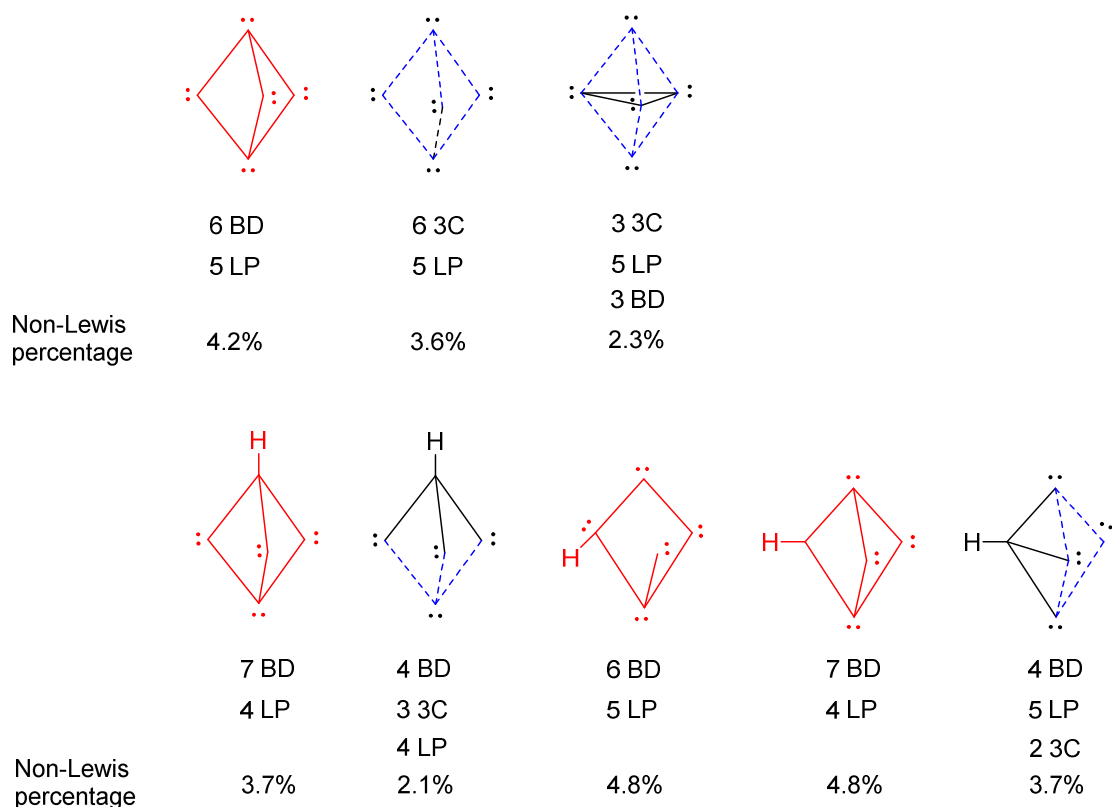 6 BD 6 3C 3 3C
5 LP 5 LP 5 LP
3 BD
Non-Lewis
percentage 4.2% 3.6% 2.3%
H H
H H H
7 BD 4 BD 6 BD 7 BD 4 BD
4 LP 3 3C 5 LP 4 LP 5 LP
4 LP 2 3C
Non-Lewis
percentage 3.7% 2.1% 4.8% 4.8% 3.7%